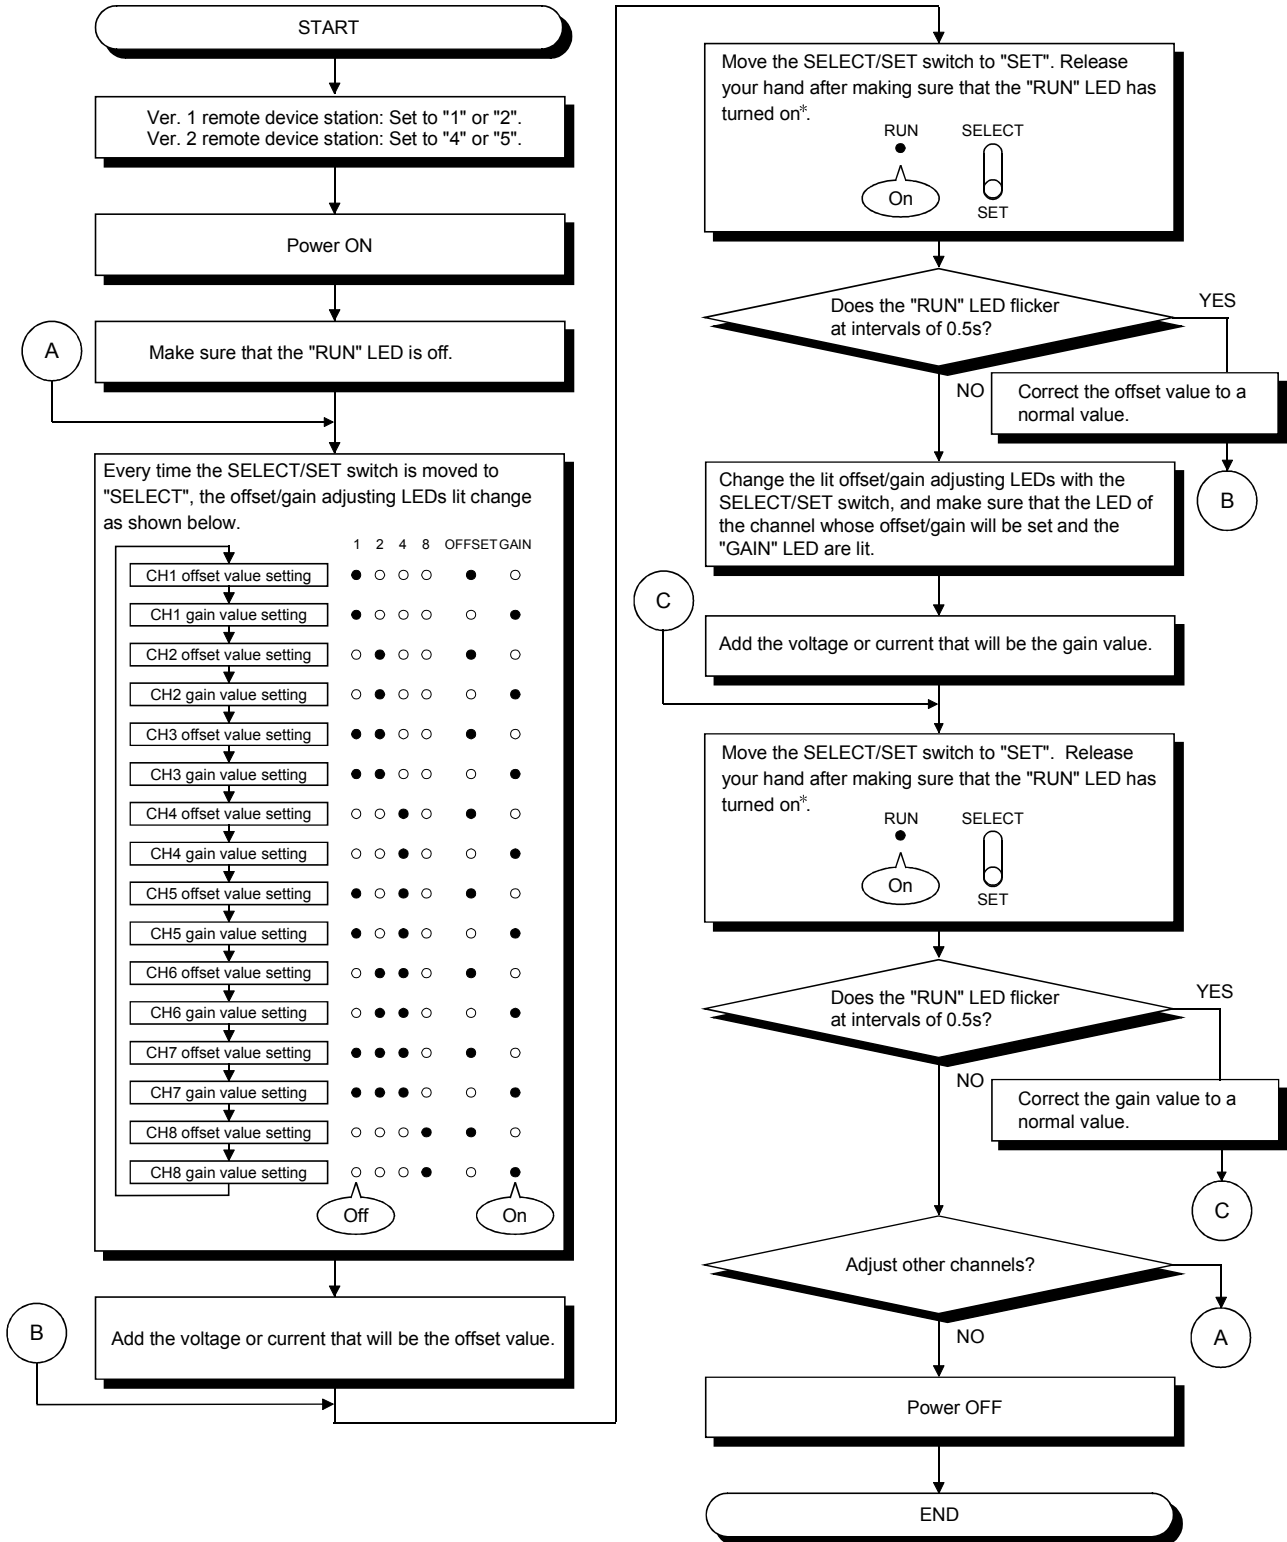 START
Ver. 1 remote device station: Set to "1" or "2".
Ver. 2 remote device station: Set to "4" or "5".
Power ON
A
Make sure that the "RUN" LED is off.
Every time the SELECT/SET switch is moved to
"SELECT", the offset/gain adjusting LEDs lit change
as shown below.
1 2 4 8 OFFSET GAIN
CH1 offset value setting
CH1 gain value setting
CH2 offset value setting
CH2 gain value setting
CH3 offset value setting
CH3 gain value setting
CH4 offset value setting
CH4 gain value setting
CH5 offset value setting
CH5 gain value setting
CH6 offset value setting
CH6 gain value setting
CH7 offset value setting
CH7 gain value setting
CH8 offset value setting
CH8 gain value setting
Off
On
B
Add the voltage or current that will be the offset value.
Move the SELECT/SET switch to "SET". Release
your hand after making sure that the "RUN" LED has
turned on*.
RUN SELECT
On
SET
Does the "RUN" LED flicker
at intervals of 0.5s?
YES
NO
Correct the offset value to a
normal value.
B
Change the lit offset/gain adjusting LEDs with the
SELECT/SET switch, and make sure that the LED of
the channel whose offset/gain will be set and the
"GAIN" LED are lit.
C
Add the voltage or current that will be the gain value.
Move the SELECT/SET switch to "SET". Release
your hand after making sure that the "RUN" LED has
turned on*.
RUN SELECT
On
SET
Does the "RUN" LED flicker
at intervals of 0.5s?
YES
NO
Correct the gain value to a
normal value.
C
Adjust other channels?
A
NO
Power OFF
END